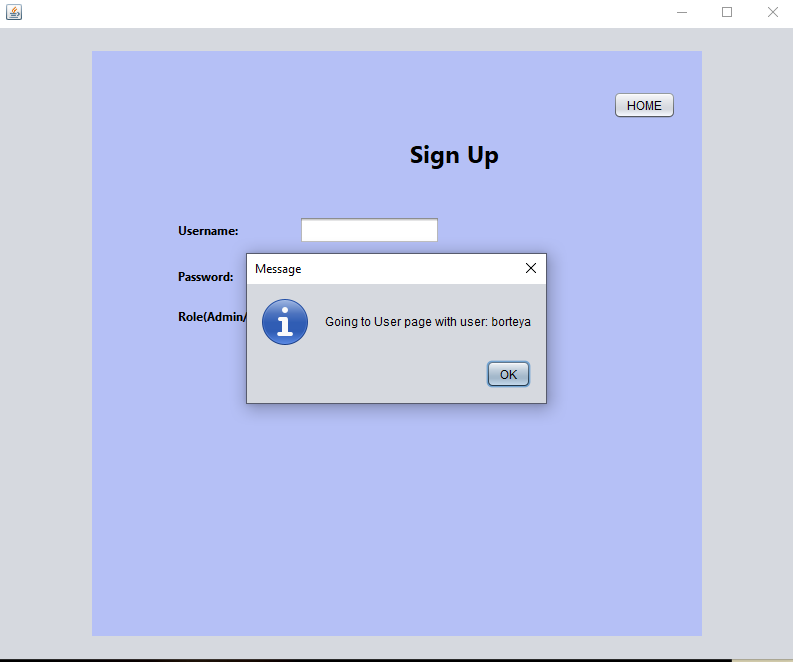 HOME
Sign Up
Username:
Password:
Role(Admin/
Message
Going to User page with user: borteya
OK